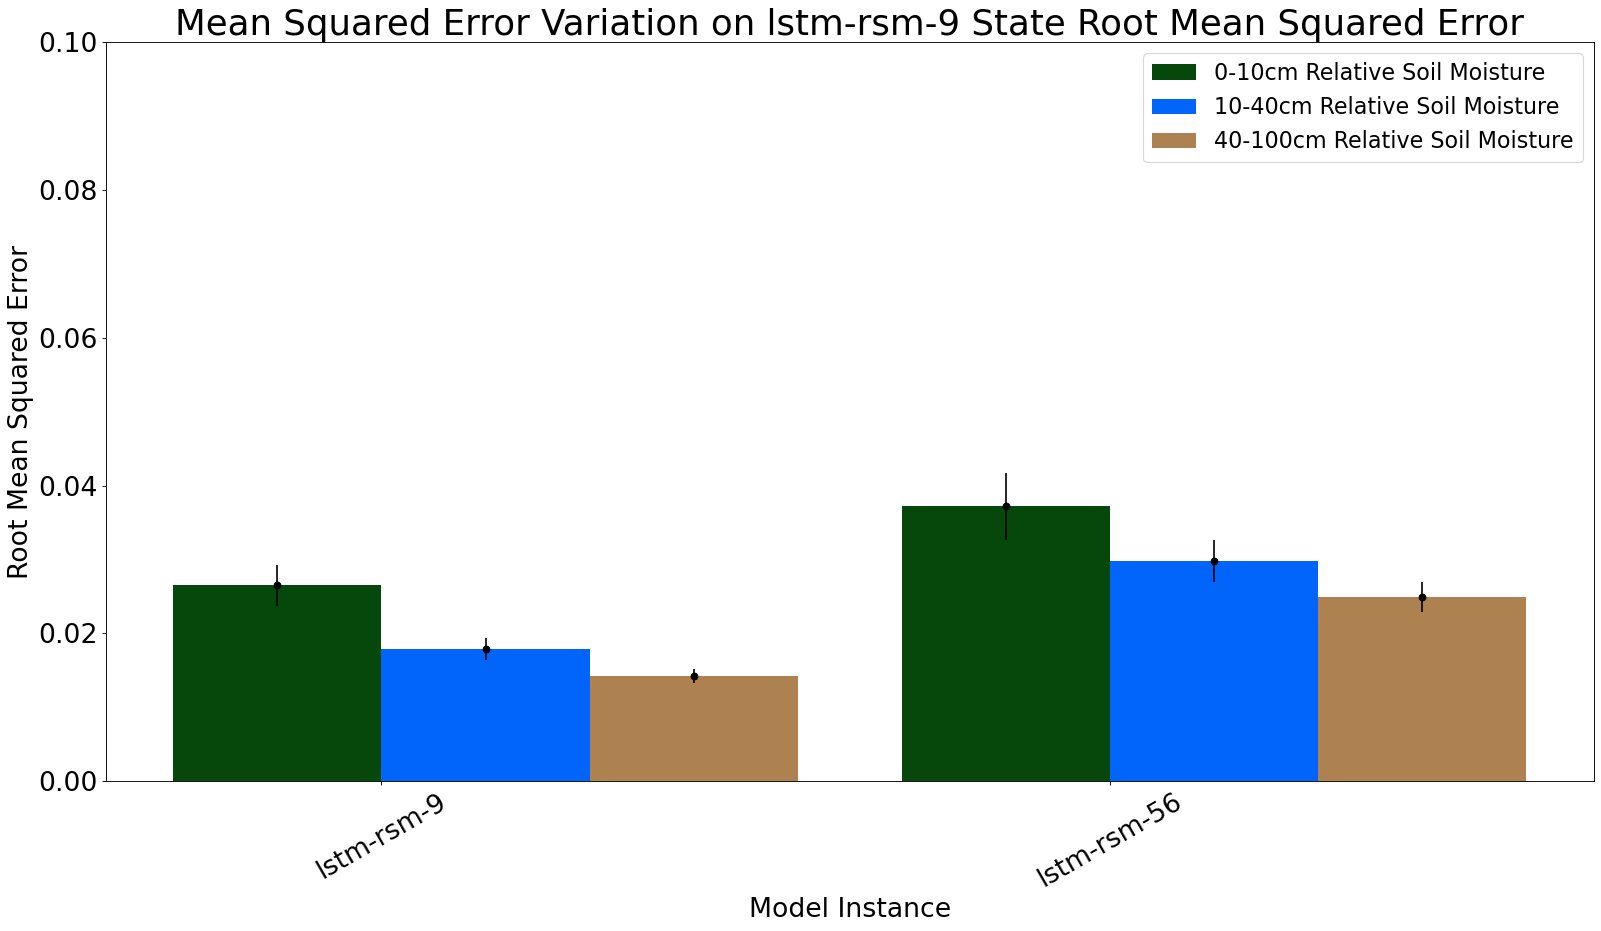 Mean Squared Error Variation on lstm-rsm-9 State Root Mean Squared Error
0-10cm Relative Soil Moisture
10-40cm Relative Soil Moisture
40-100cm Relative Soil Moisture
Root Mean Squared Error
0.10
0.08
0.06
0.04
0.02
0.00
lstm-rsm-9
lstm-rsm-56
Model Instance